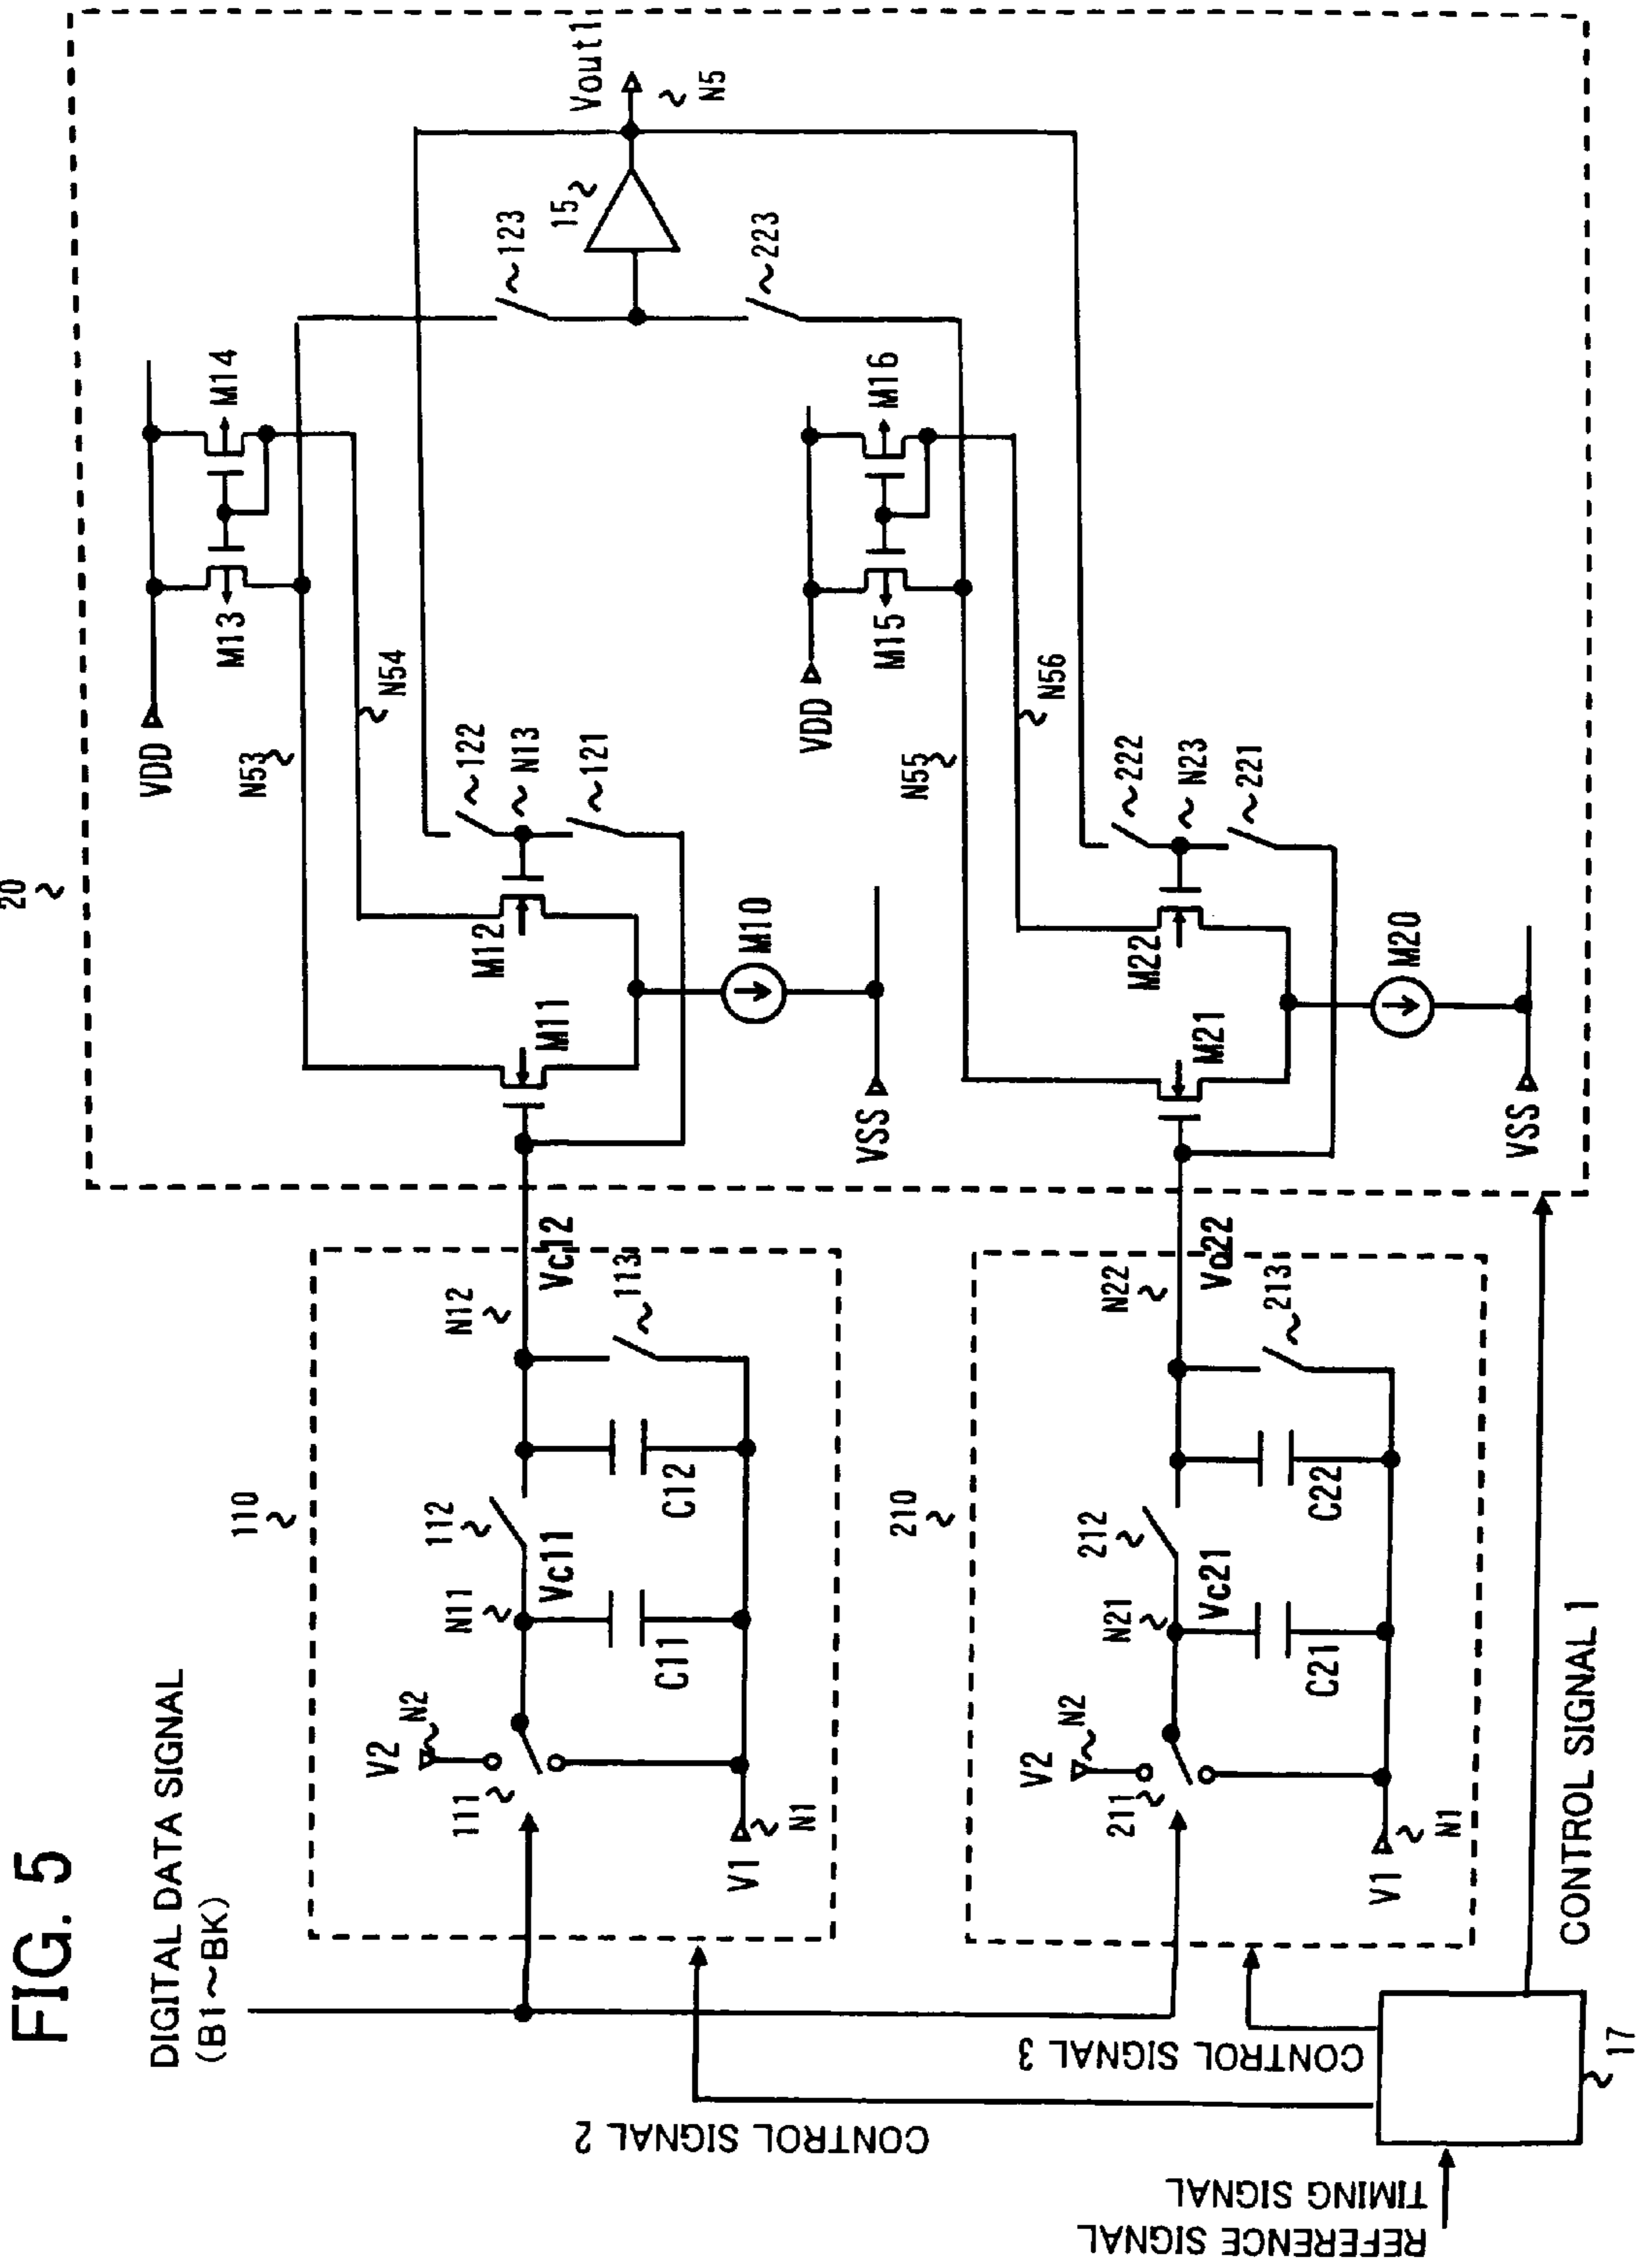 FIG. 5
DIGITAL DATA SIGNAL
(B1~BK)
20
110
V2
N2
111
N11
112
N12
Vc11
Vc12
C11
C12
113
V1
N1
210
V2
N2
211
N21
212
N22
Vc21
C21
C22
213
V1
N1
VDD
M13
M14
N53
N54
M11
M12
122
N13
121
M10
VSS
123
15
Vout1
N5
223
VDD
M15
M16
N55
N56
M21
M22
222
N23
221
M20
VSS
CONTROL SIGNAL 2
CONTROL SIGNAL 3
CONTROL SIGNAL 1
REFERENCE SIGNAL
TIMING SIGNAL
17